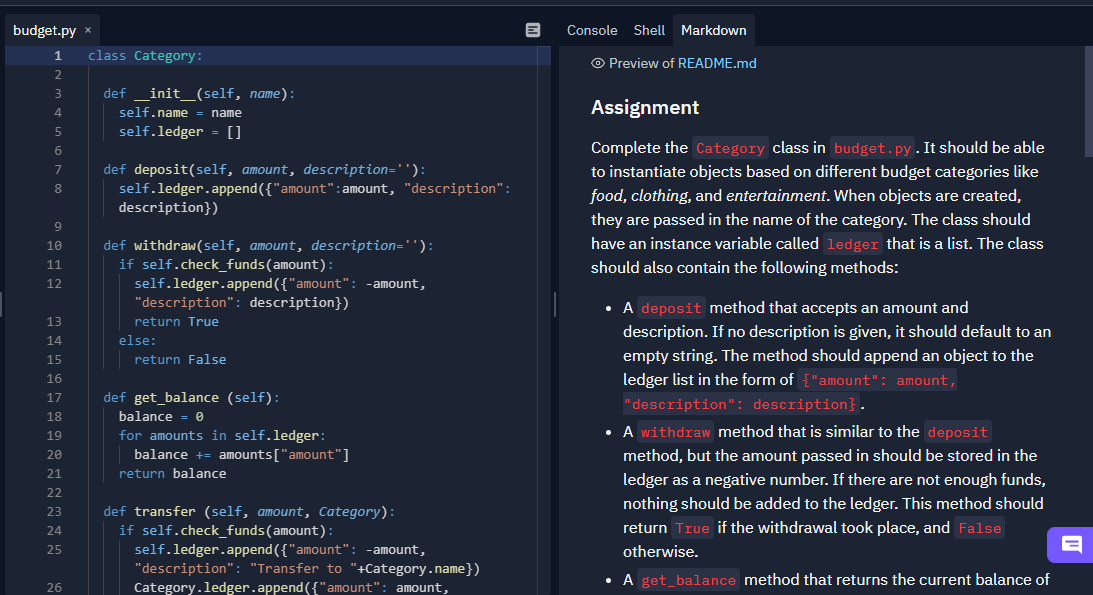 budget.py ×
1 class Category:
2
3 def __init__(self, name):
4 self.name = name
5 self.ledger = []
6
7 def deposit(self, amount, description=''):
8 self.ledger.append({"amount":amount, "description":
description})
9
10 def withdraw(self, amount, description=''):
11 if self.check_funds(amount):
12 self.ledger.append({"amount": -amount,
"description": description})
13 return True
14 else:
15 return False
16
17 def get_balance (self):
18 balance = 0
19 for amounts in self.ledger:
20 balance += amounts["amount"]
21 return balance
22
23 def transfer (self, amount, Category):
24 if self.check_funds(amount):
25 self.ledger.append({"amount": -amount,
"description": "Transfer to "+Category.name})
26 Category.ledger.append({"amount": amount,
Console Shell Markdown
Preview of README.md
Assignment
Complete the Category class in budget.py. It should be able
to instantiate objects based on different budget categories like
food, clothing, and entertainment. When objects are created,
they are passed in the name of the category. The class should
have an instance variable called ledger that is a list. The class
should also contain the following methods:
• A deposit method that accepts an amount and
description. If no description is given, it should default to an
empty string. The method should append an object to the
ledger list in the form of {"amount": amount,
"description": description}.
• A withdraw method that is similar to the deposit
method, but the amount passed in should be stored in the
ledger as a negative number. If there are not enough funds,
nothing should be added to the ledger. This method should
return True if the withdrawal took place, and False
otherwise.
• A get_balance method that returns the current balance of